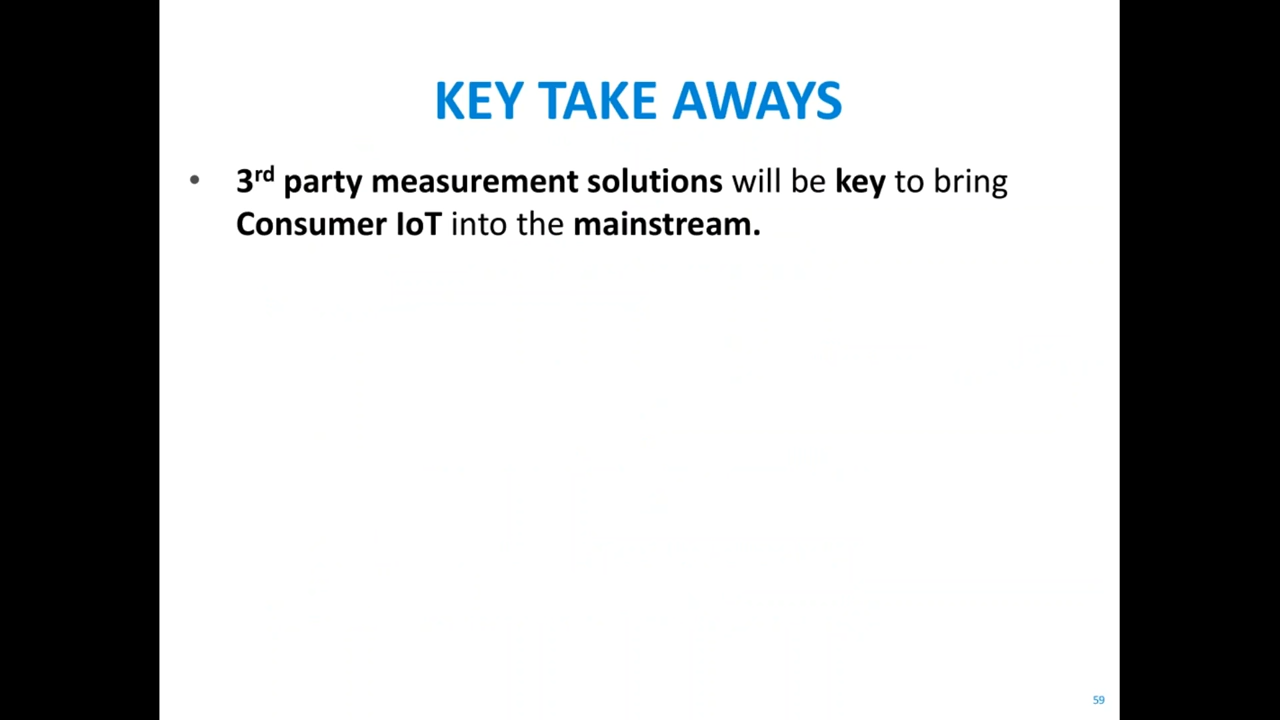 KEY TAKE AWAYS
• 3rd party measurement solutions will be key to bring
Consumer IoT into the mainstream.
59